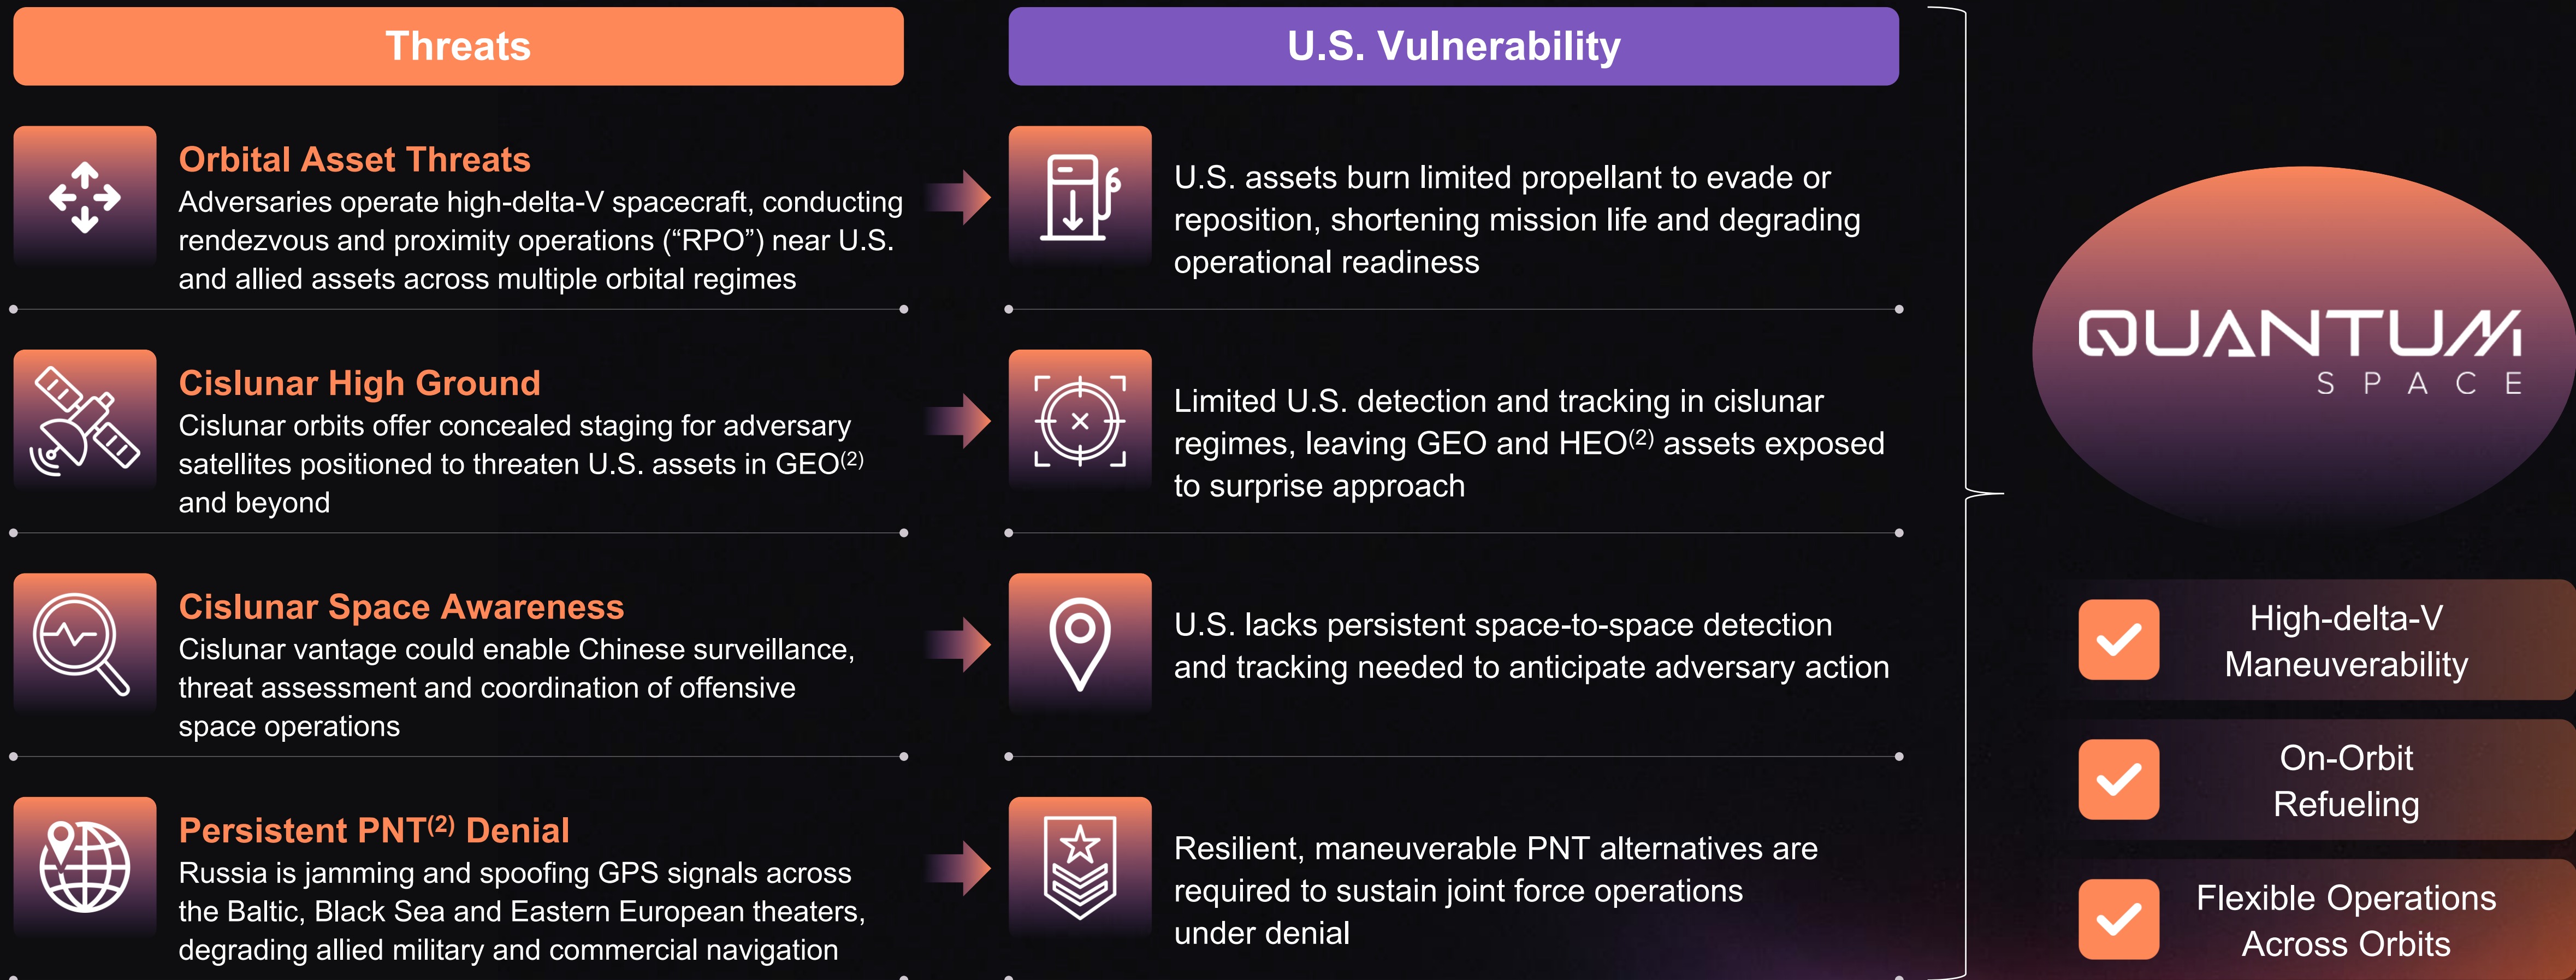 Threats
U.S. Vulnerability
Orbital Asset Threats
Adversaries operate high-delta-V spacecraft, conducting
rendezvous and proximity operations (“RPO”) near U.S.
and allied assets across multiple orbital regimes
U.S. assets burn limited propellant to evade or
reposition, shortening mission life and degrading
operational readiness
Cislunar High Ground
Cislunar orbits offer concealed staging for adversary
satellites positioned to threaten U.S. assets in GEO(2)
and beyond
Limited U.S. detection and tracking in cislunar
regimes, leaving GEO and HEO(2) assets exposed
to surprise approach
Cislunar Space Awareness
Cislunar vantage could enable Chinese surveillance,
threat assessment and coordination of offensive
space operations
U.S. lacks persistent space-to-space detection
and tracking needed to anticipate adversary action
Persistent PNT(2) Denial
Russia is jamming and spoofing GPS signals across
the Baltic, Black Sea and Eastern European theaters,
degrading allied military and commercial navigation
Resilient, maneuverable PNT alternatives are
required to sustain joint force operations
under denial
QUANTUM
SPACE
High-delta-V
Maneuverability
On-Orbit
Refueling
Flexible Operations
Across Orbits